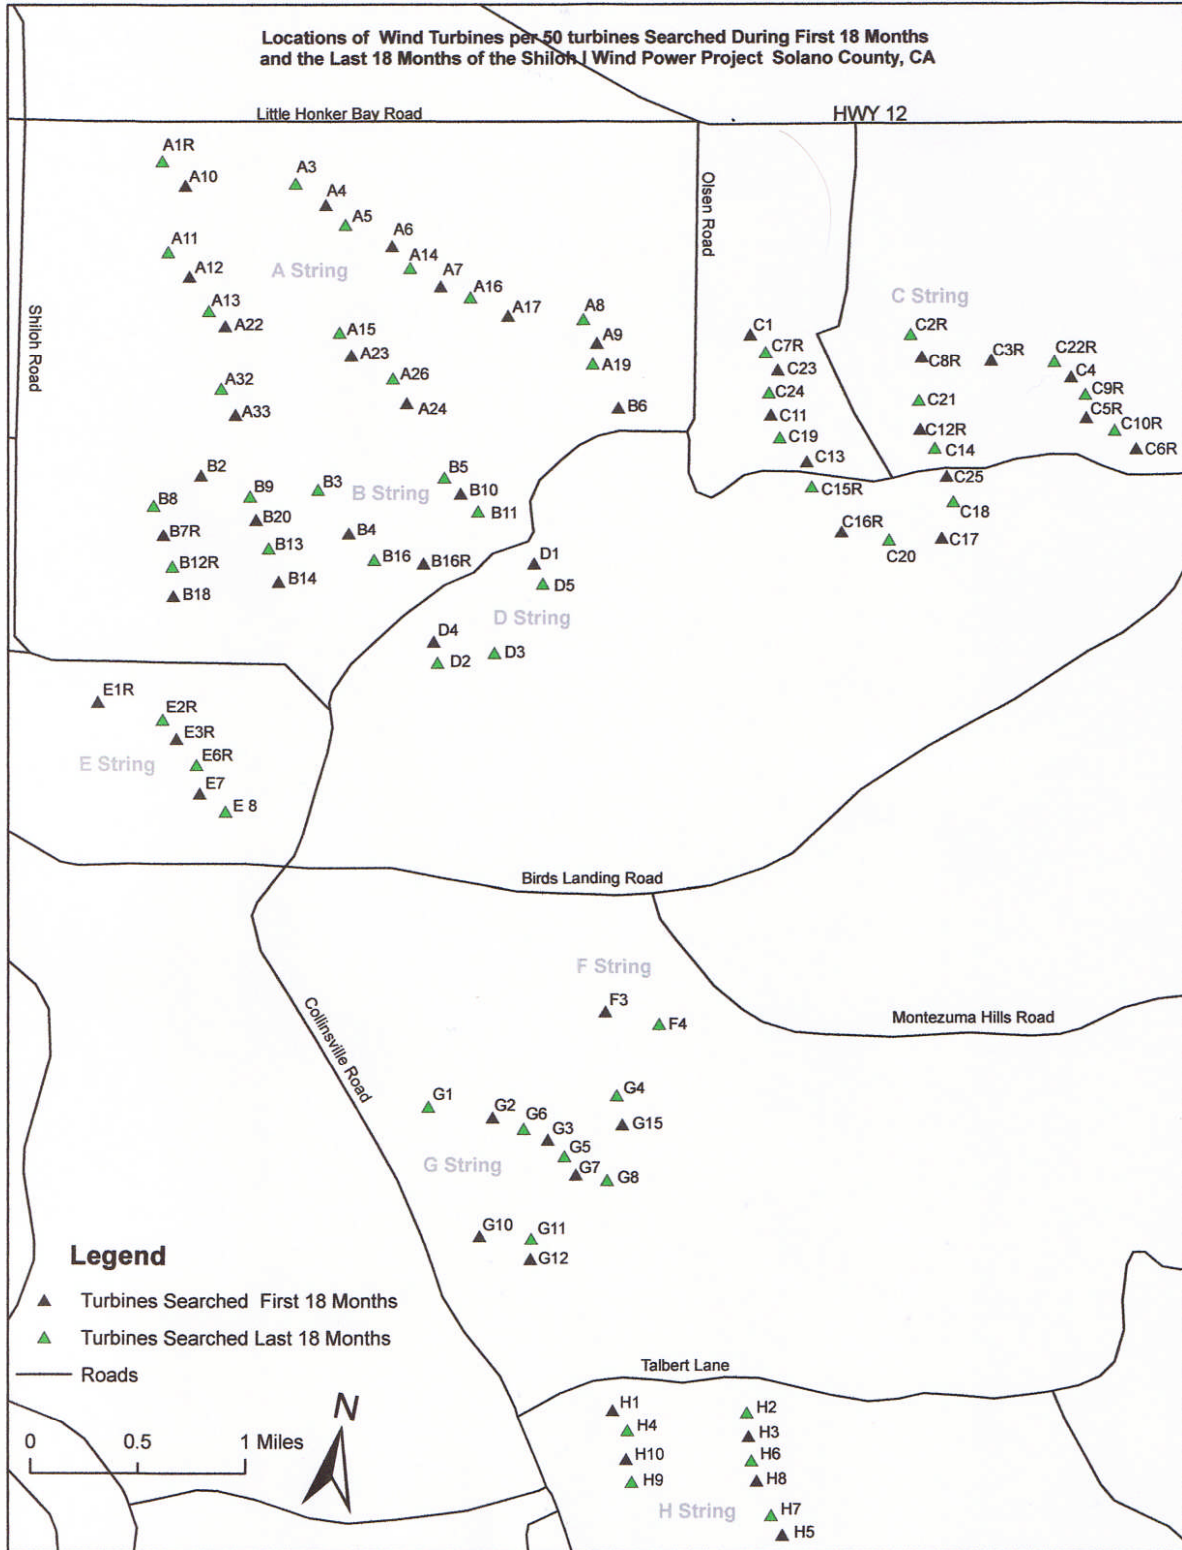 Locations of Wind Turbines per 50 turbines Searched During First 18 Months
and the Last 18 Months of the Shiloh I Wind Power Project Solano County, CA
Little Honker Bay Road
HWY 12
A1R
A10
A3
A4
A5
A6
A14
A7
A16
A17
A8
A9
A19
B6
A11
A12
A13
A22
A String
A15
A23
A26
A24
A32
A33
Shiloh Road
Olsen Road
C String
C1
C7R
C23
C24
C11
C19
C13
C15R
C16R
C20
C2R
C8R
C3R
C22R
C4
C9R
C5R
C10R
C6R
C21
C12R
C14
C25
C18
C17
B2
B8
B7R
B12R
B18
B9
B20
B13
B14
B3
B String
B4
B16
B16R
B5
B10
B11
D1
D5
D String
D4
D2
D3
E1R
E2R
E3R
E6R
E7
E 8
E String
Birds Landing Road
F String
F3
F4
Montezuma Hills Road
Collinsville Road
G1
G2
G6
G3
G5
G7
G8
G4
G15
G String
G10
G11
G12
Legend
Turbines Searched First 18 Months
Turbines Searched Last 18 Months
Roads
N
0 0.5 1 Miles
Talbert Lane
H1
H4
H10
H9
H2
H3
H6
H8
H7
H5
H String